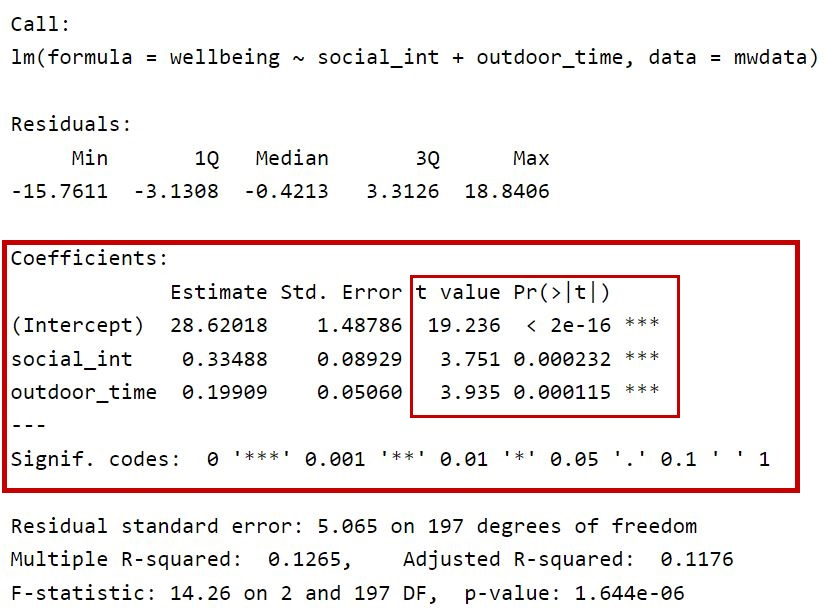 Call:
lm(formula = wellbeing ~ social_int + outdoor_time, data = mwdata)
Residuals:
Min 1Q Median 3Q Max
-15.7611 -3.1308 -0.4213 3.3126 18.8406
Coefficients:
Estimate Std. Error t value Pr(>|t|)
(Intercept) 28.62018 1.48786 19.236 < 2e-16 ***
social_int 0.33488 0.08929 3.751 0.000232 ***
outdoor_time 0.19909 0.05060 3.935 0.000115 ***
---
Signif. codes: 0 '***' 0.001 '**' 0.01 '*' 0.05 '.' 0.1 ' ' 1
Residual standard error: 5.065 on 197 degrees of freedom
Multiple R-squared: 0.1265, Adjusted R-squared: 0.1176
F-statistic: 14.26 on 2 and 197 DF, p-value: 1.644e-06